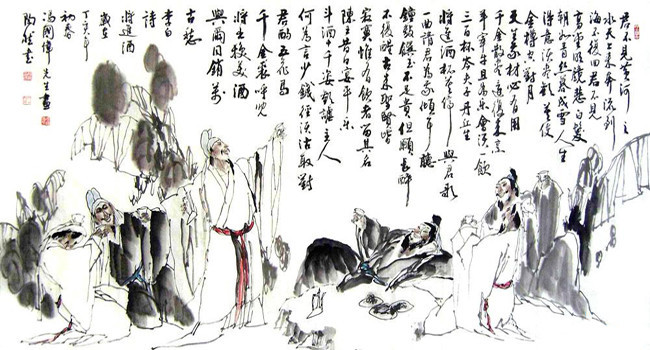 君不見黃河之
水天上來奔流到
海不復回君不見
高堂明鏡悲白髮
朝如青絲暮成雪人生
得意須盡歡莫使
金樽空對月
天生我材必有用
千金散盡還復來烹
羊宰牛且為樂會須一飲
三百杯岑夫子丹丘生
將進酒杯莫停與君歌
一曲請君為我傾耳聽
鐘鼓饌玉不足貴但願長醉
不復醒古來聖賢皆
寂寞惟有飲者留其名
陳王昔日宴平樂
斗酒十千恣歡謔主人
何為言少錢徑須沽取對
君酌五花馬
千金裘呼兒
將出換美酒
與爾同銷萬
古愁
李白
詩
將進酒
歲在
丁亥年
初春
馮國偉先生畫